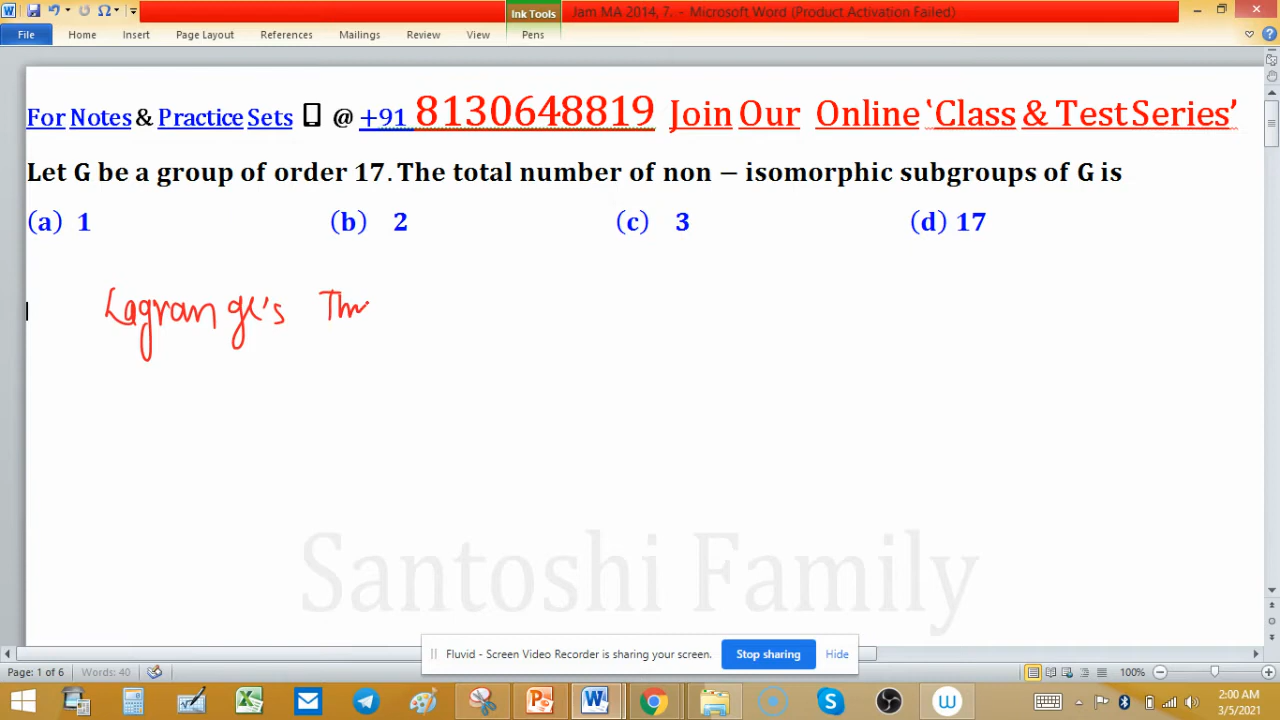 Ink Tools
Jam MA 2014, 7. - Microsoft Word (Product Activation Failed)
File Home Insert Page Layout References Mailings Review View Pens
For Notes & Practice Sets @ +91 8130648819 Join Our Online ‛Class & Test Series’
Let G be a group of order 17. The total number of non − isomorphic subgroups of G is
(a) 1 (b) 2 (c) 3 (d) 17
Lagrange's Thm
Santoshi Family
Fluvid - Screen Video Recorder is sharing your screen. Stop sharing Hide
Page: 1 of 6 Words: 40 100%
2:00 AM
3/5/2021